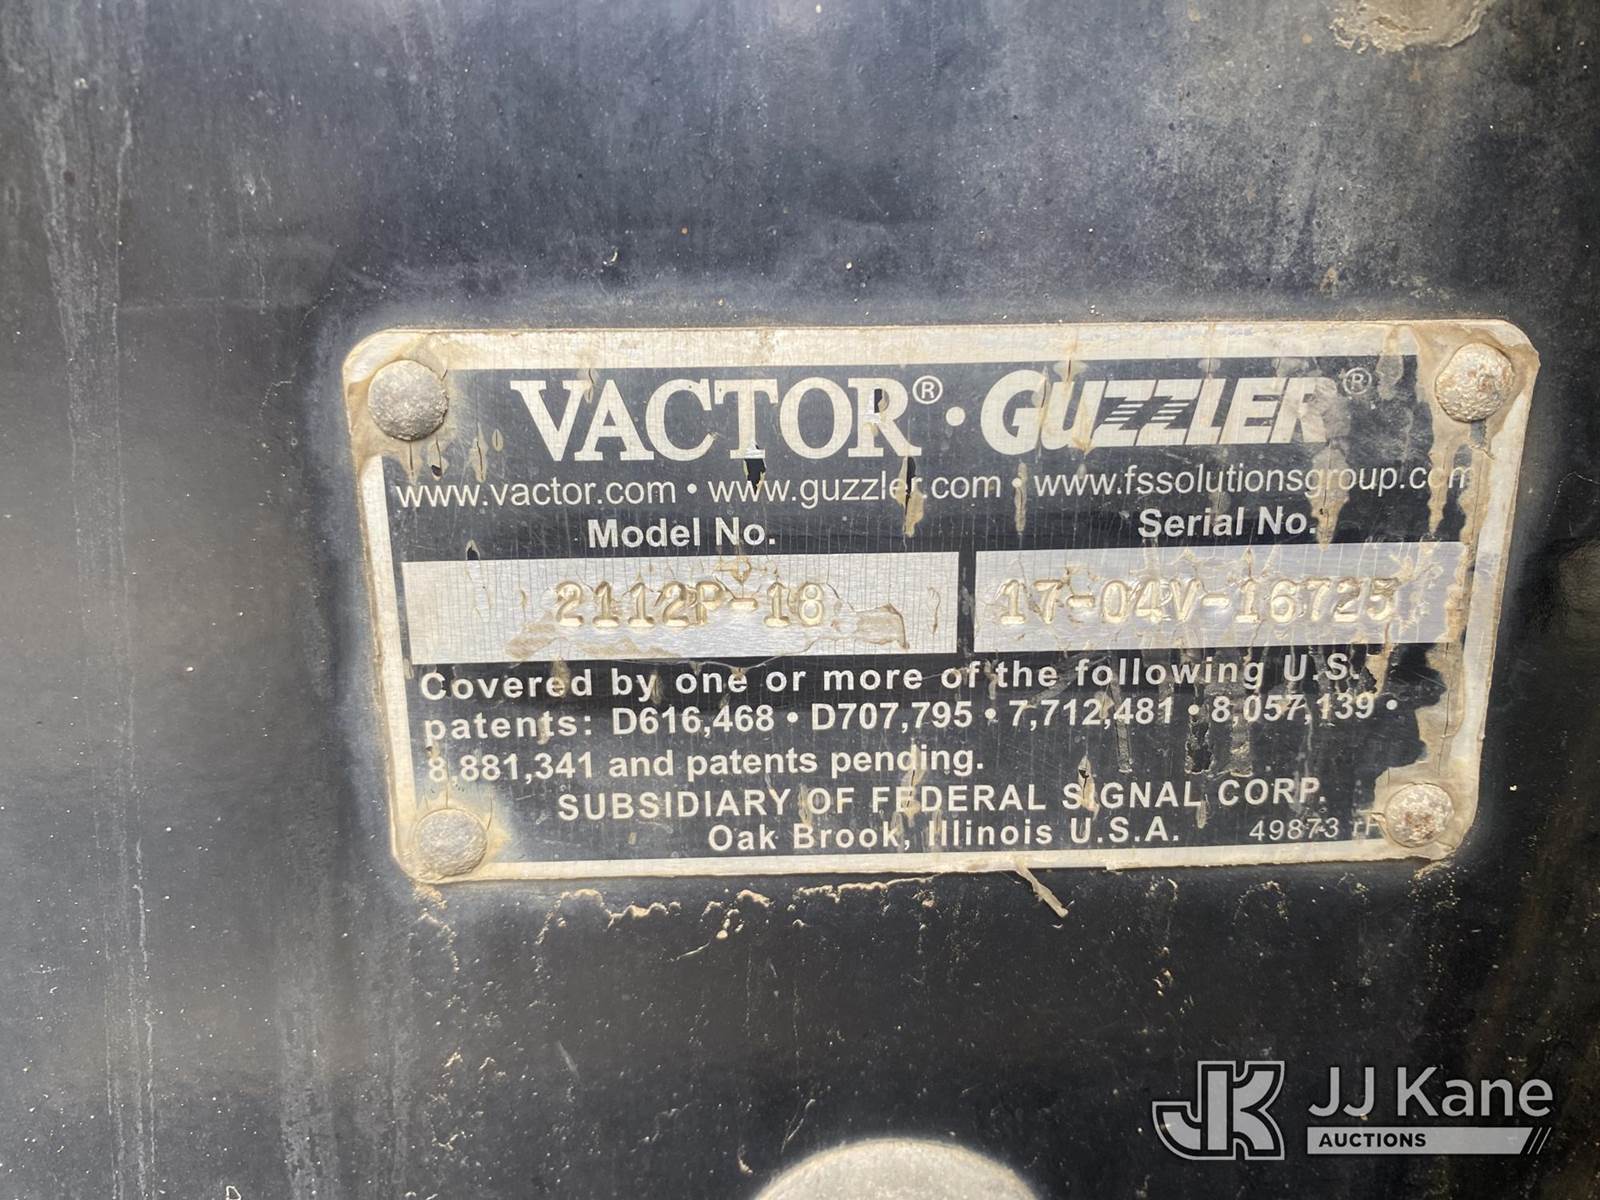 VACTOR® • GUZZLER®
www.vactor.com • www.guzzler.com • www.fssolutionsgroup.com
Model No. Serial No.
2112P-18 17-04V-16725
Covered by one or more of the following U.S.
patents: D616,468 • D707,795 • 7,712,481 • 8,057,139 •
8,881,341 and patents pending.
SUBSIDIARY OF FEDERAL SIGNAL CORP.
Oak Brook, Illinois U.S.A. 49873
JK JJ Kane
AUCTIONS